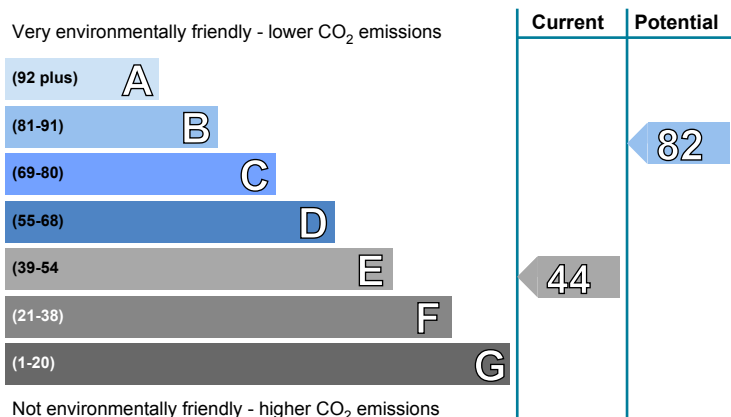 Very environmentally friendly - lower CO2 emissions
Current
Potential
(92 plus) A
(81-91) B
82
(69-80) C
(55-68) D
(39-54 E
44
(21-38) F
(1-20) G
Not environmentally friendly - higher CO2 emissions